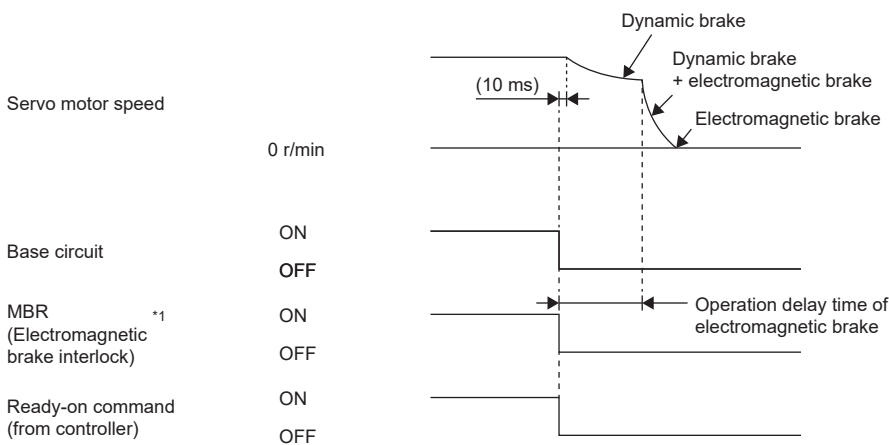 Dynamic brake
Dynamic brake
+ electromagnetic brake
(10 ms)
Servo motor speed
Electromagnetic brake
0 r/min
ON
Base circuit
OFF
MBR *1
(Electromagnetic
brake interlock)
ON
OFF
Operation delay time of
electromagnetic brake
Ready-on command
(from controller)
ON
OFF